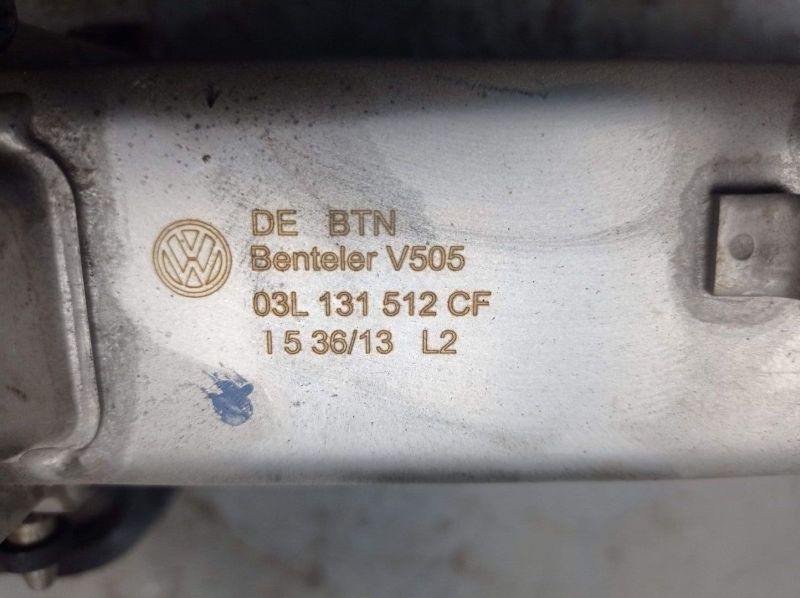 DE BTN
Benteler V505
03L 131 512 CF
I 5 36/13 L2